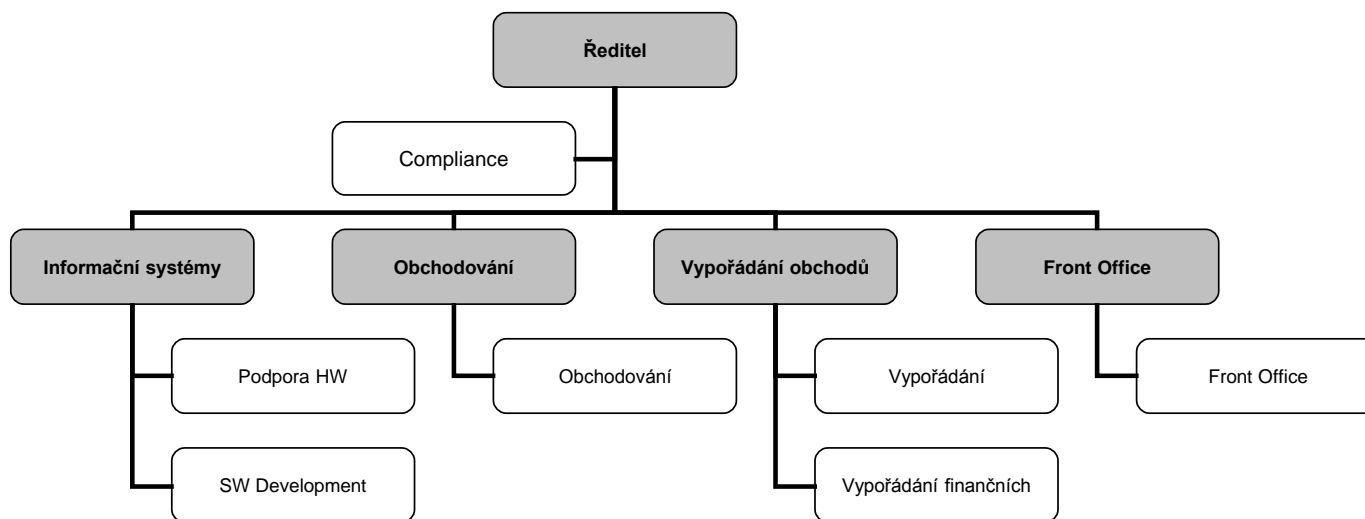 Ředitel
Compliance
Informační systémy
Obchodování
Vypořádání obchodů
Front Office
Podpora HW
Obchodování
Vypořádání
Front Office
SW Development
Vypořádání finančních